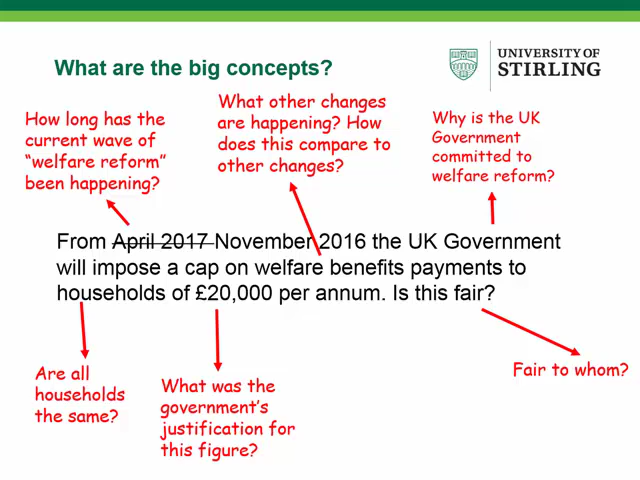 What are the big concepts?
UNIVERSITY OF
STIRLING
How long has the
current wave of
“welfare reform”
been happening?
What other changes
are happening? How
does this compare to
other changes?
Why is the UK
Government
committed to
welfare reform?
From April 2017 November 2016 the UK Government
will impose a cap on welfare benefits payments to
households of £20,000 per annum. Is this fair?
Are all
households
the same?
What was the
government’s
justification for
this figure?
Fair to whom?